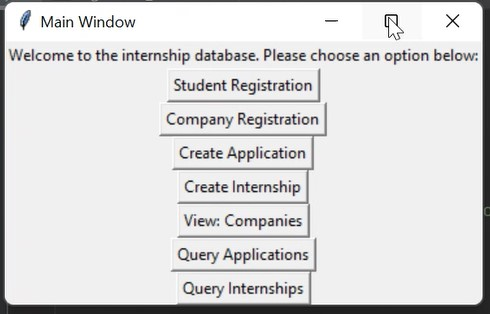 Main Window
Welcome to the internship database. Please choose an option below:
Student Registration
Company Registration
Create Application
Create Internship
View: Companies
Query Applications
Query Internships